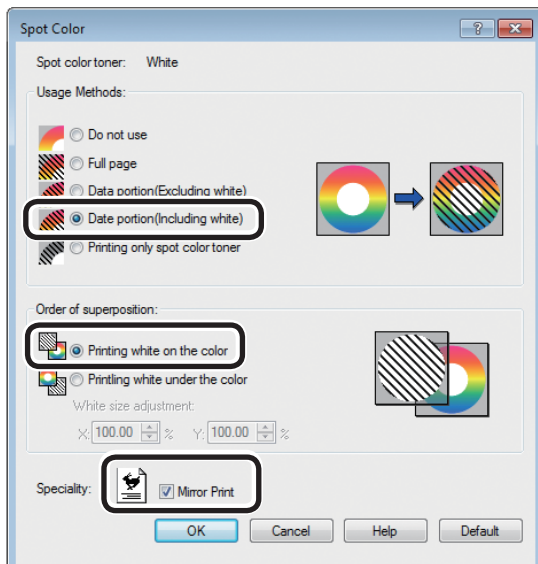 Spot Color
Spot color toner: White
Usage Methods:
Do not use
Full page
Data portion(Excluding white)
Date portion(Including white)
Printing only spot color toner
Order of superposition:
Printing white on the color
Printling white under the color
White size adjustment:
X: 100.00 % Y: 100.00 %
Speciality: Mirror Print
OK Cancel Help Default